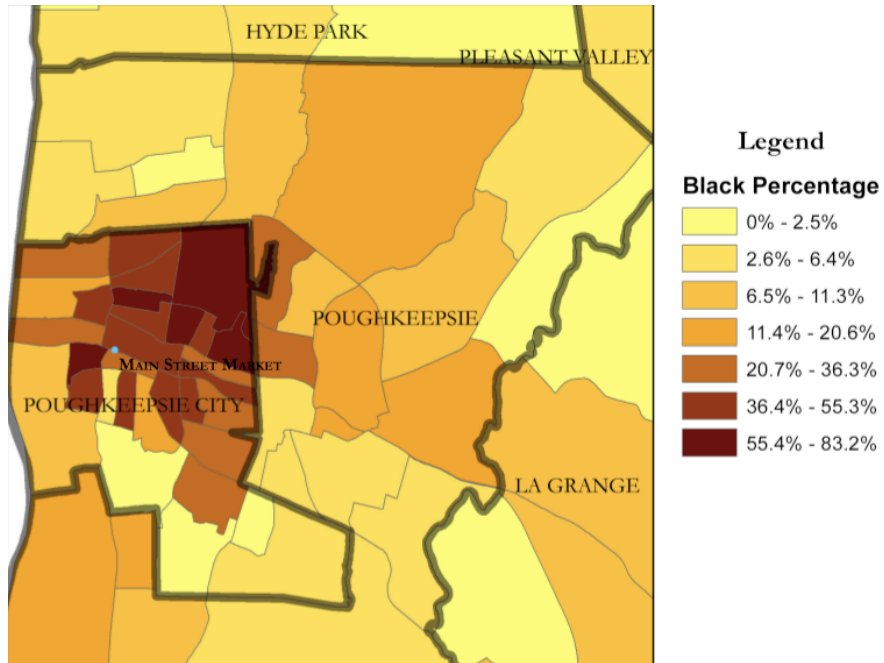 HYDE PARK
PLEASANT VALLEY
POUGHKEEPSIE
MAIN STREET MARKET
POUGHKEEPSIE CITY
LA GRANGE
Legend
Black Percentage
0% - 2.5%
2.6% - 6.4%
6.5% - 11.3%
11.4% - 20.6%
20.7% - 36.3%
36.4% - 55.3%
55.4% - 83.2%